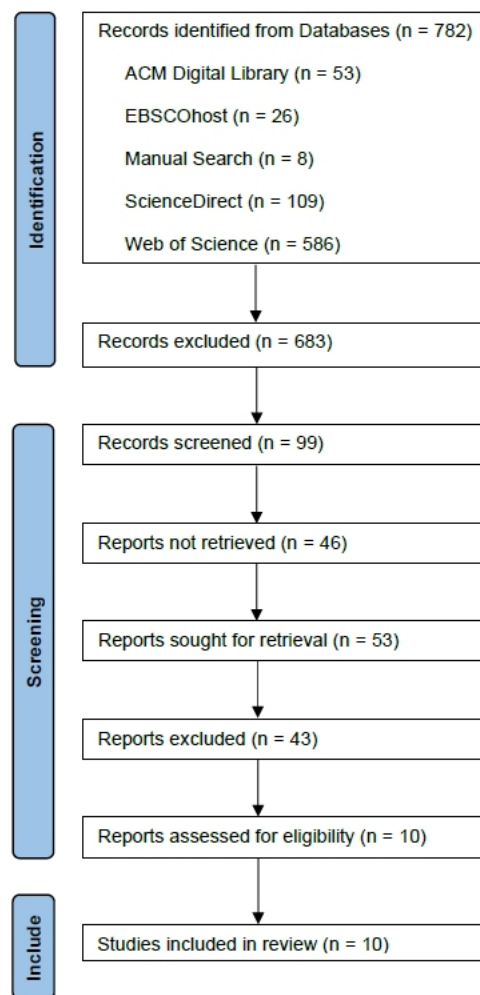 Identification
Records identified from Databases (n = 782)
ACM Digital Library (n = 53)
EBSCOhost (n = 26)
Manual Search (n = 8)
ScienceDirect (n = 109)
Web of Science (n = 586)
Records excluded (n = 683)
Screening
Records screened (n = 99)
Reports not retrieved (n = 46)
Reports sought for retrieval (n = 53)
Reports excluded (n = 43)
Reports assessed for eligibility (n = 10)
Include
Studies included in review (n = 10)